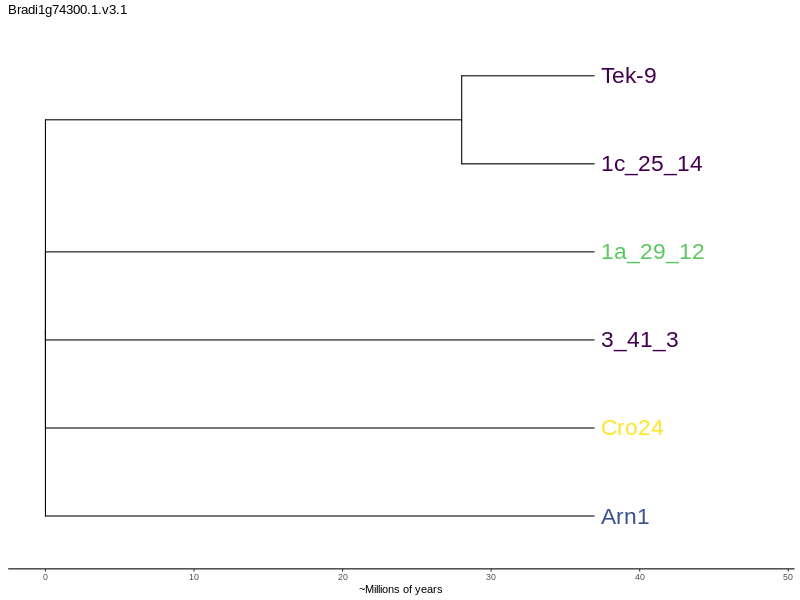 Bradi1g74300.1.v3.1
Tek-9
1c_25_14
1a_29_12
3_41_3
Cro24
Arn1
0 10 20 30 40 50
~Millions of years